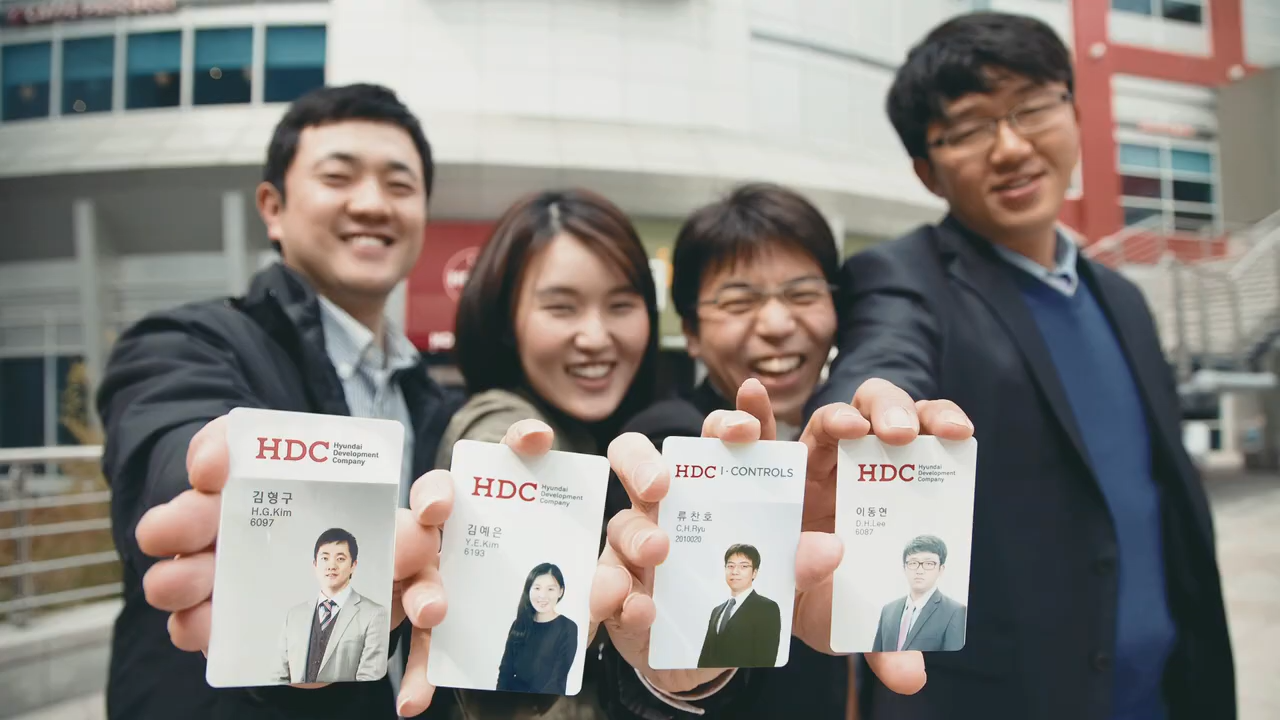 HDC Hyundai
Development
Company
김형구
H.G.Kim
6097
HDC Hyundai
Development
Company
김예은
Y.E.Kim
6193
HDC I·CONTROLS
류찬호
C.H.Ryu
2010020
HDC Hyundai
Development
Company
이동현
D.H.Lee
6087